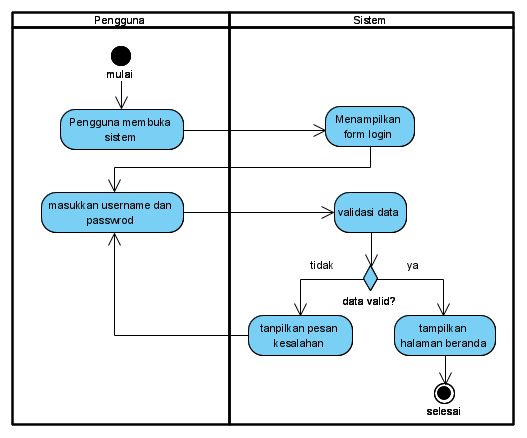 Pengguna
Sistem
mulai
Pengguna membuka
sistem
Menampilkan
form login
masukkan username dan
passwrod
validasi data
tidak
ya
data valid?
tanpilkan pesan
kesalahan
tampilkan
halaman beranda
selesai